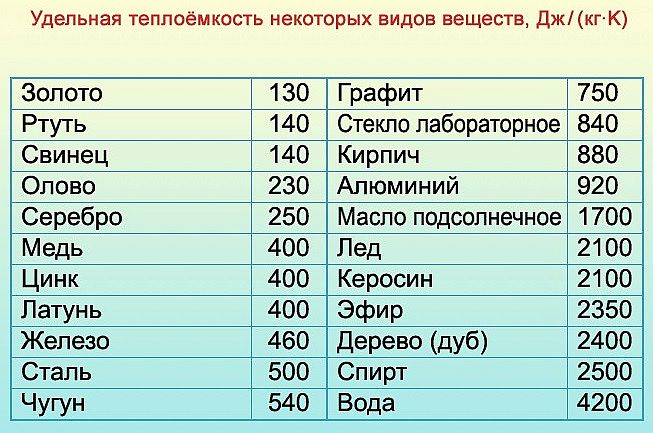 Удельная теплоёмкость некоторых видов веществ, Дж/(кг·К)
Золото 130 Графит 750
Ртуть 140 Стекло лабораторное 840
Свинец 140 Кирпич 880
Олово 230 Алюминий 920
Серебро 250 Масло подсолнечное 1700
Медь 400 Лед 2100
Цинк 400 Керосин 2100
Латунь 400 Эфир 2350
Железо 460 Дерево (дуб) 2400
Сталь 500 Спирт 2500
Чугун 540 Вода 4200